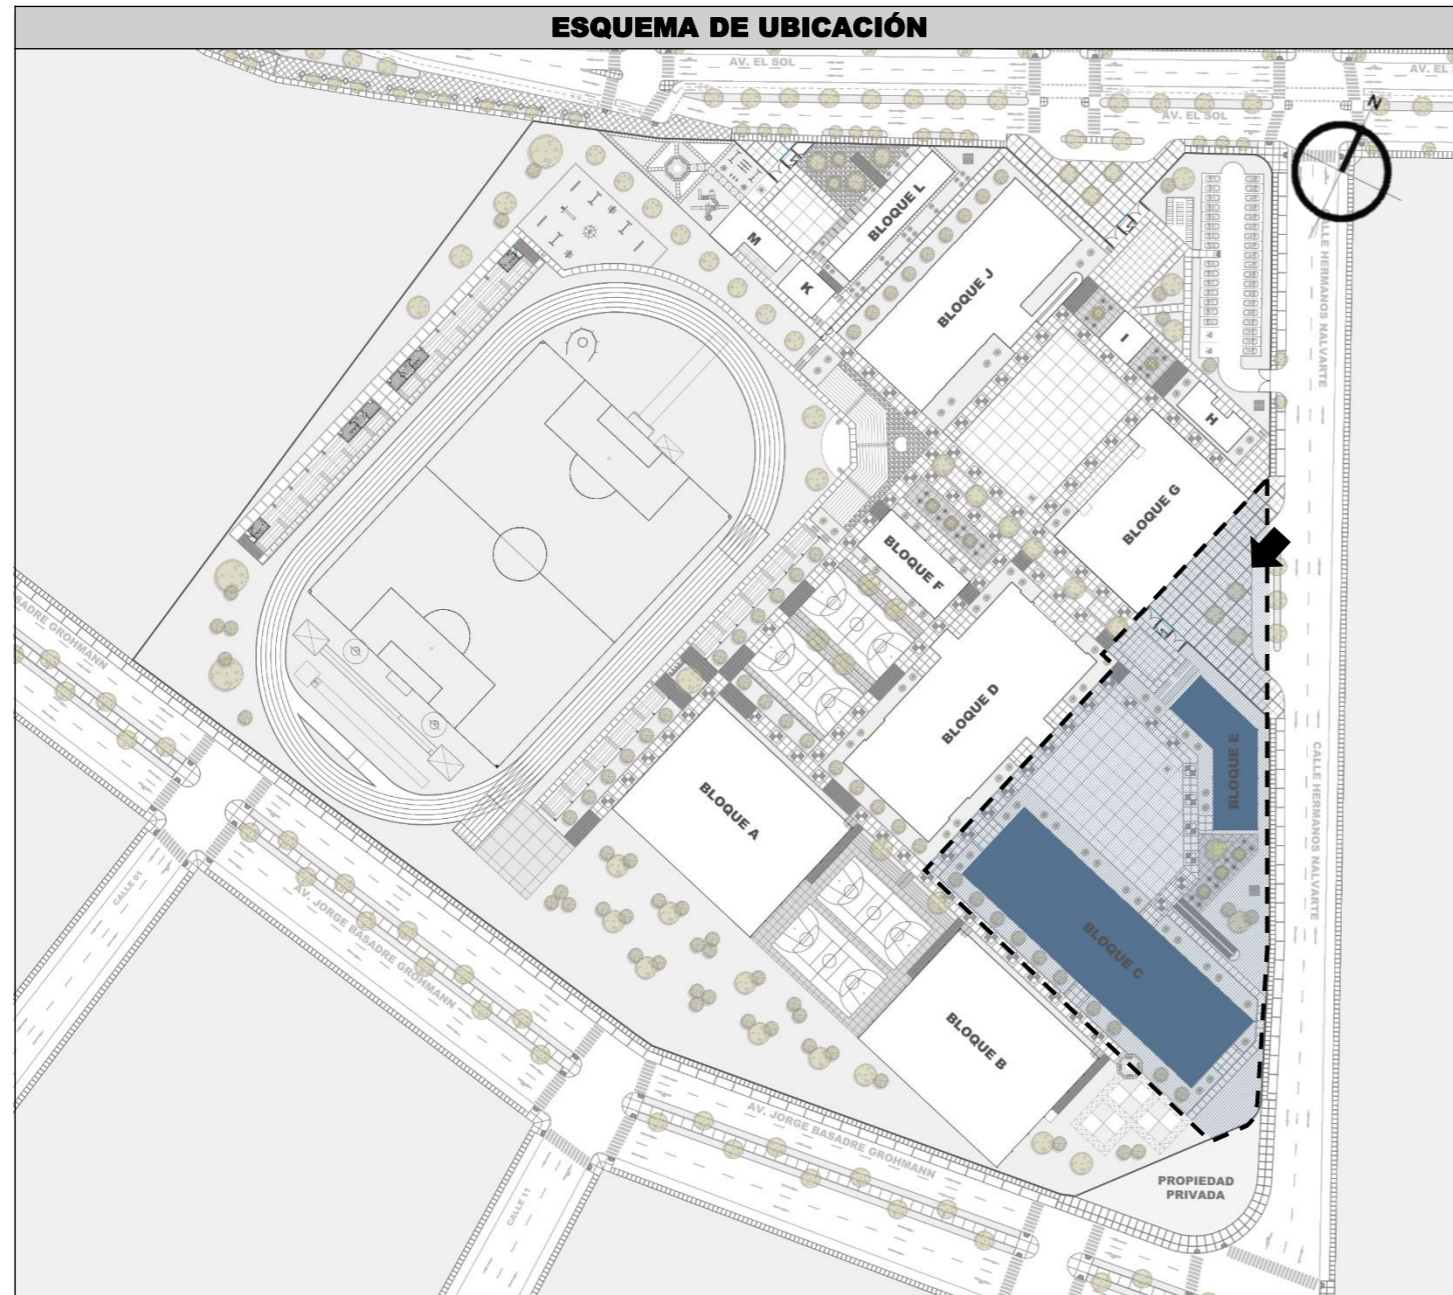 ESQUEMA DE UBICACIÓN
AV. EL SOL
AV. EL
AV. EL SOL
N
CALLE HERMANOS NALVARTE
BLOQUE L
M
K
BLOQUE J
I
H
BLOQUE G
BLOQUE F
BLOQUE D
BLOQUE E
BLOQUE A
BLOQUE C
BLOQUE B
CALLE HERMANOS NALVARTE
BASADRE GROHMANN
CALLE 01
AV. JORGE BASADRE GROHMANN
AV. JORGE BASADRE GROHMANN
CALLE 11
PROPIEDAD
PRIVADA